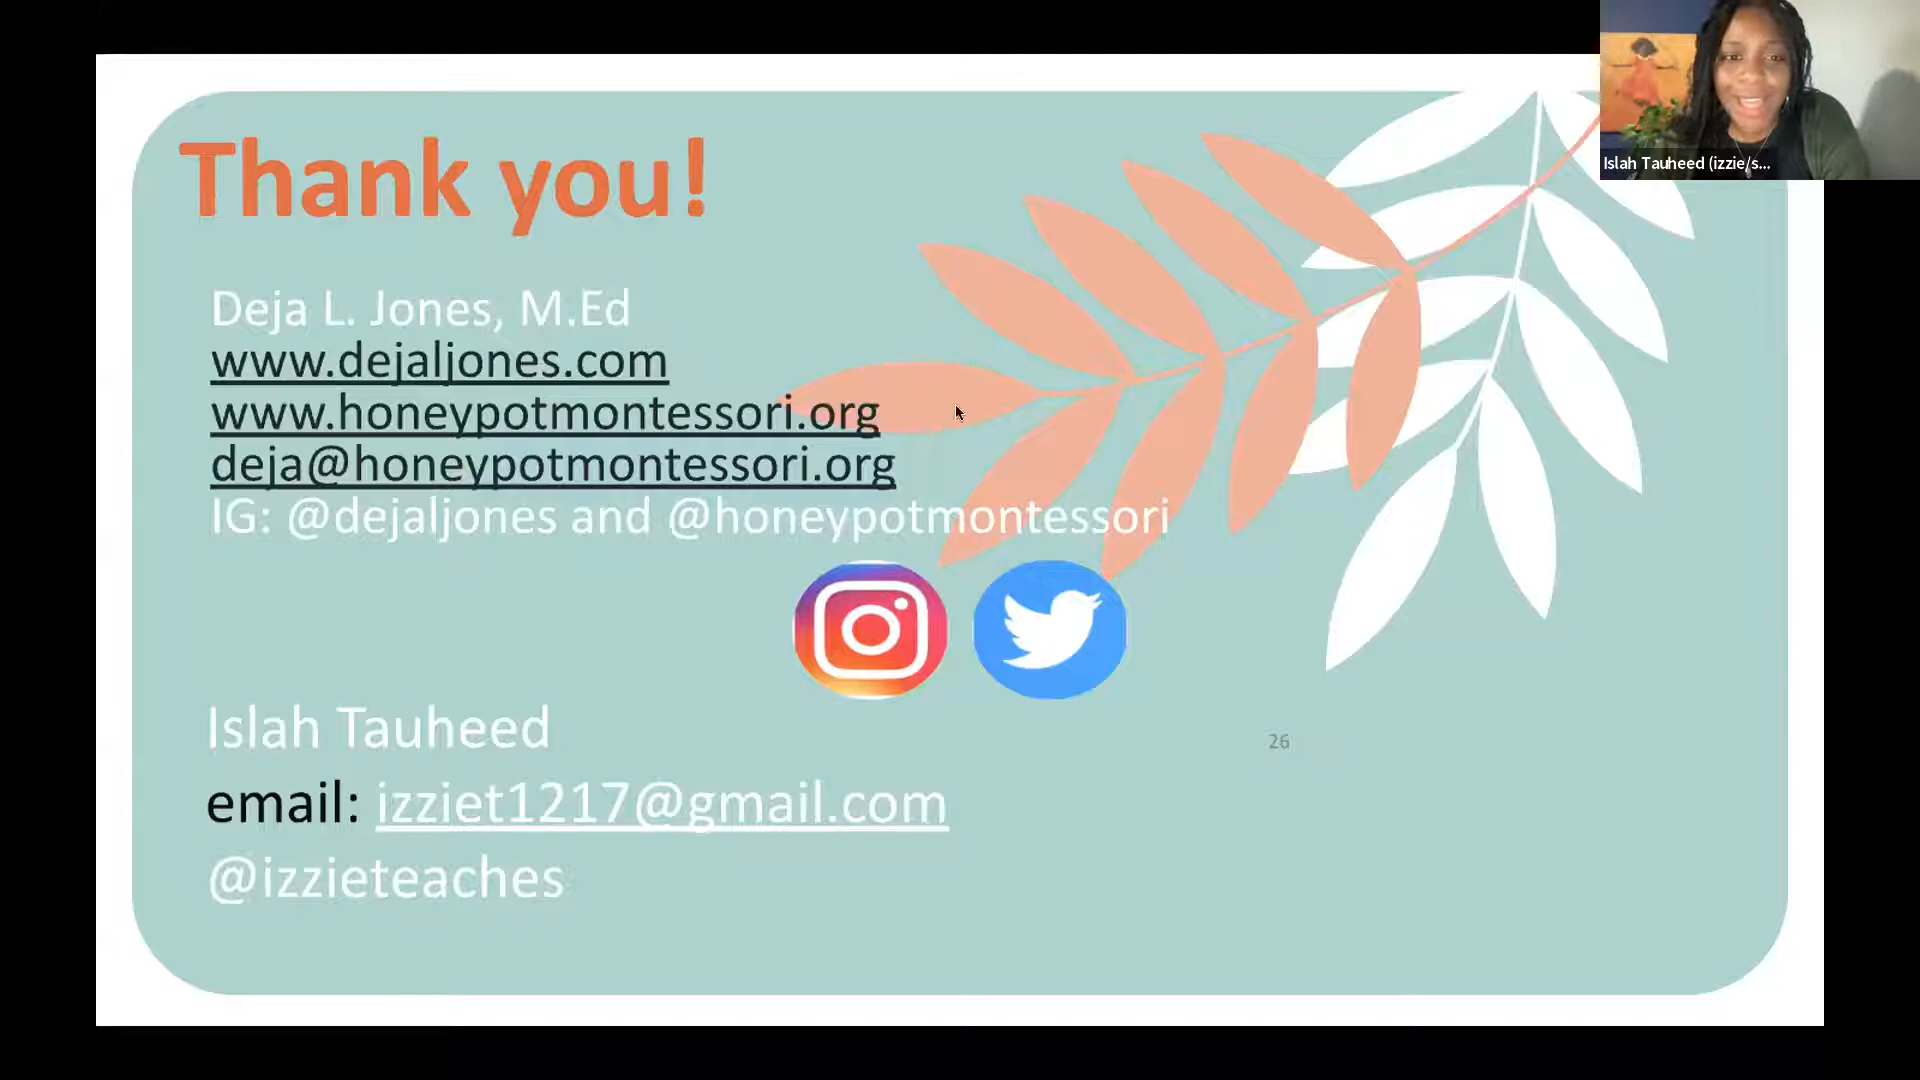 Thank you!
Deja L. Jones, M.Ed
www.dejaljones.com
www.honeypotmontessori.org
deja@honeypotmontessori.org
IG: @dejaljones and @honeypotmontessori
Islah Tauheed
email: izziet1217@gmail.com
@izzieteaches
26
Islah Tauheed (izzie/s...